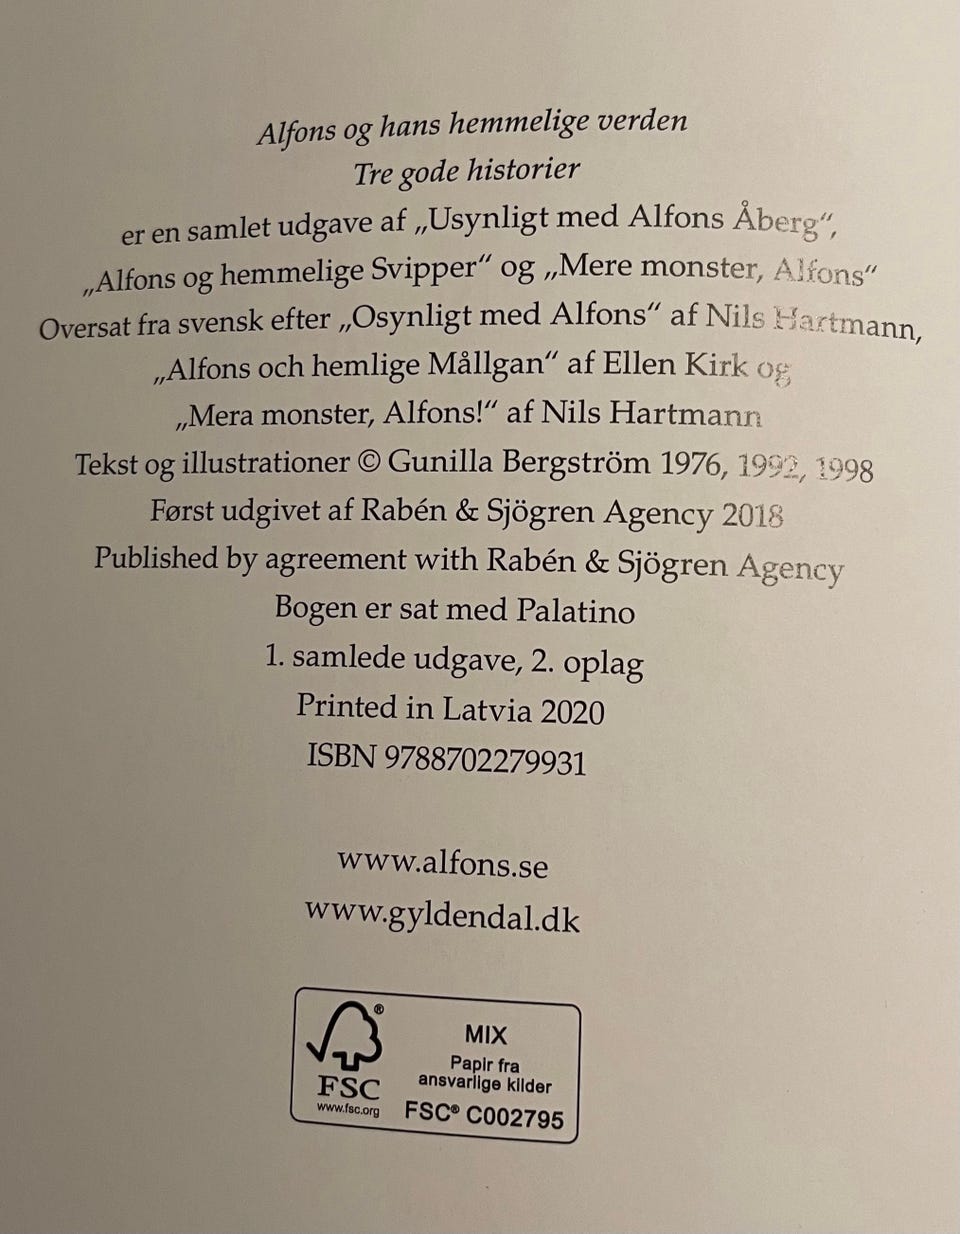 Alfons og hans hemmelige verden
Tre gode historier
er en samlet udgave af „Usynligt med Alfons Åberg“,
„Alfons og hemmelige Svipper“ og „Mere monster, Alfons“
Oversat fra svensk efter „Osynligt med Alfons“ af Nils Hartmann,
„Alfons och hemlige Mållgan“ af Ellen Kirk og
„Mera monster, Alfons!“ af Nils Hartmann
Tekst og illustrationer © Gunilla Bergström 1976, 1992, 1998
Først udgivet af Rabén & Sjögren Agency 2018
Published by agreement with Rabén & Sjögren Agency
Bogen er sat med Palatino
1. samlede udgave, 2. oplag
Printed in Latvia 2020
ISBN 9788702279931
www.alfons.se
www.gyldendal.dk
®
FSC
www.fsc.org
MIX
Papir fra
ansvarlige kilder
FSC® C002795